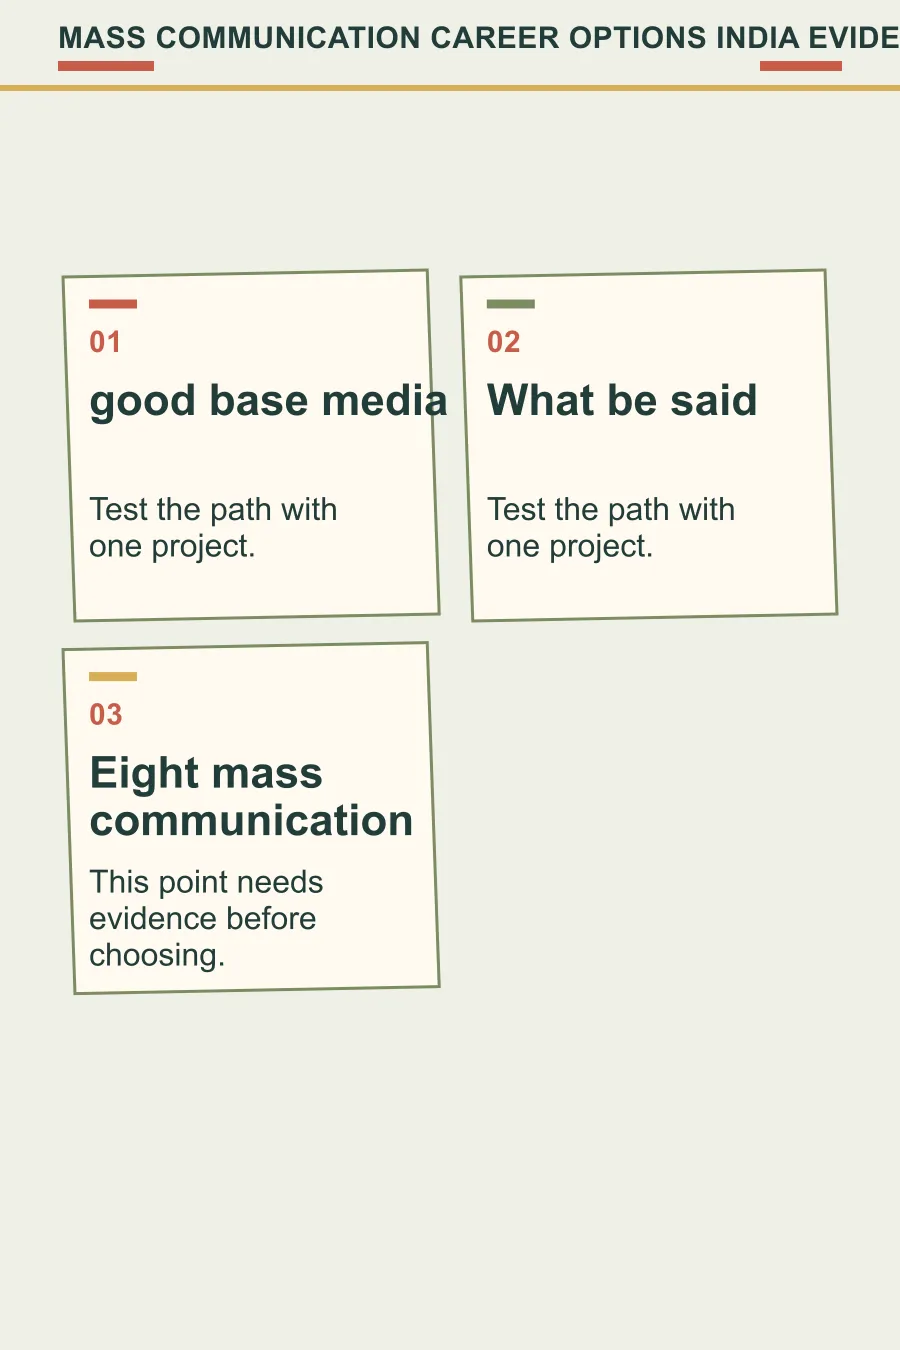 MASS COMMUNICATION CAREER OPTIONS INDIA EVIDE
01
good base media
Test the path with
one project.
02
What be said
Test the path with
one project.
03
Eight mass
communication
This point needs
evidence before
choosing.